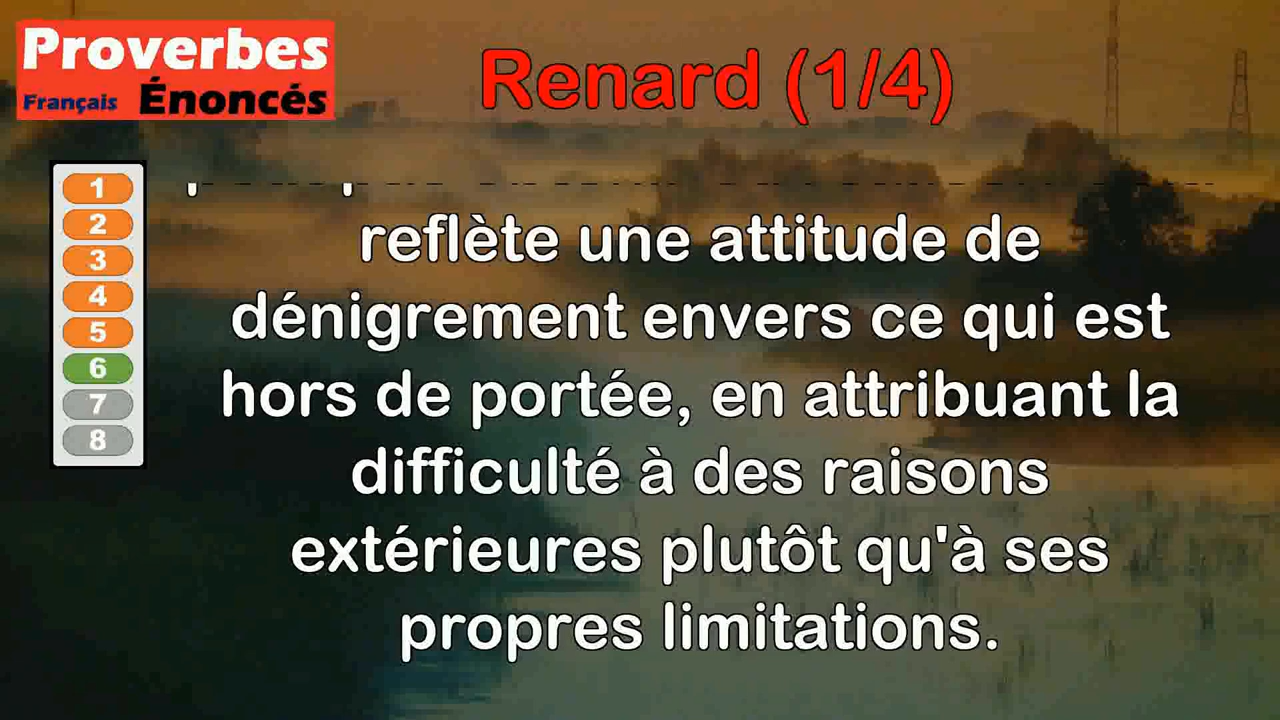 Proverbes
Français Énoncés
Renard (1/4)
1
2
3
4
5
6
7
8
reflète une attitude de
dénigrement envers ce qui est
hors de portée, en attribuant la
difficulté à des raisons
extérieures plutôt qu'à ses
propres limitations.